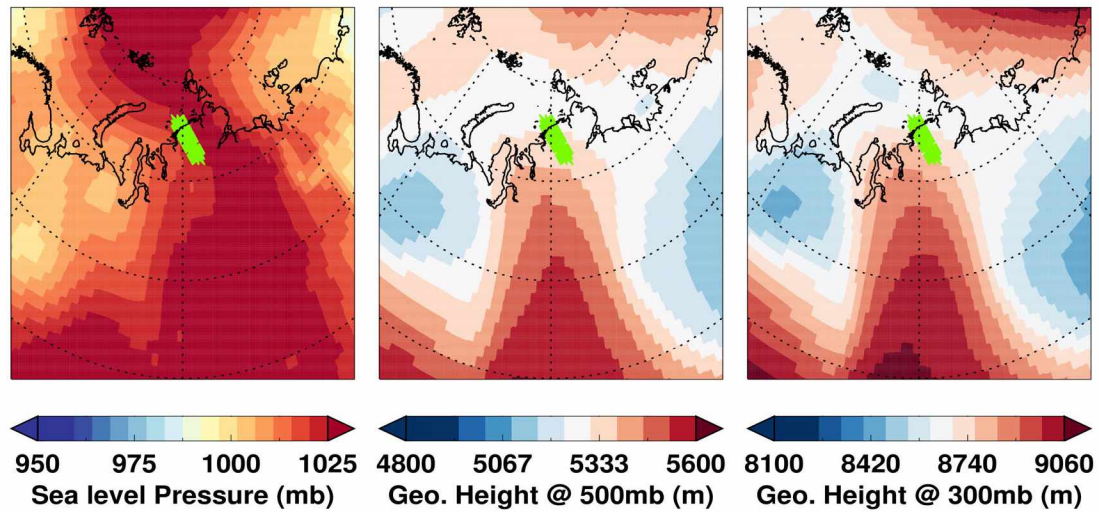 950 975 1000 1025
Sea level Pressure (mb)
4800 5067 5333 5600
Geo. Height @ 500mb (m)
8100 8420 8740 9060
Geo. Height @ 300mb (m)